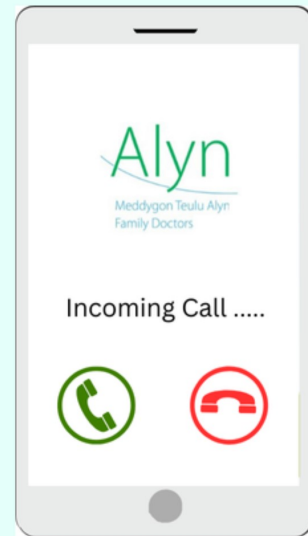 Alyn
Meddygon Teulu Alyn
Family Doctors
Incoming Call .....